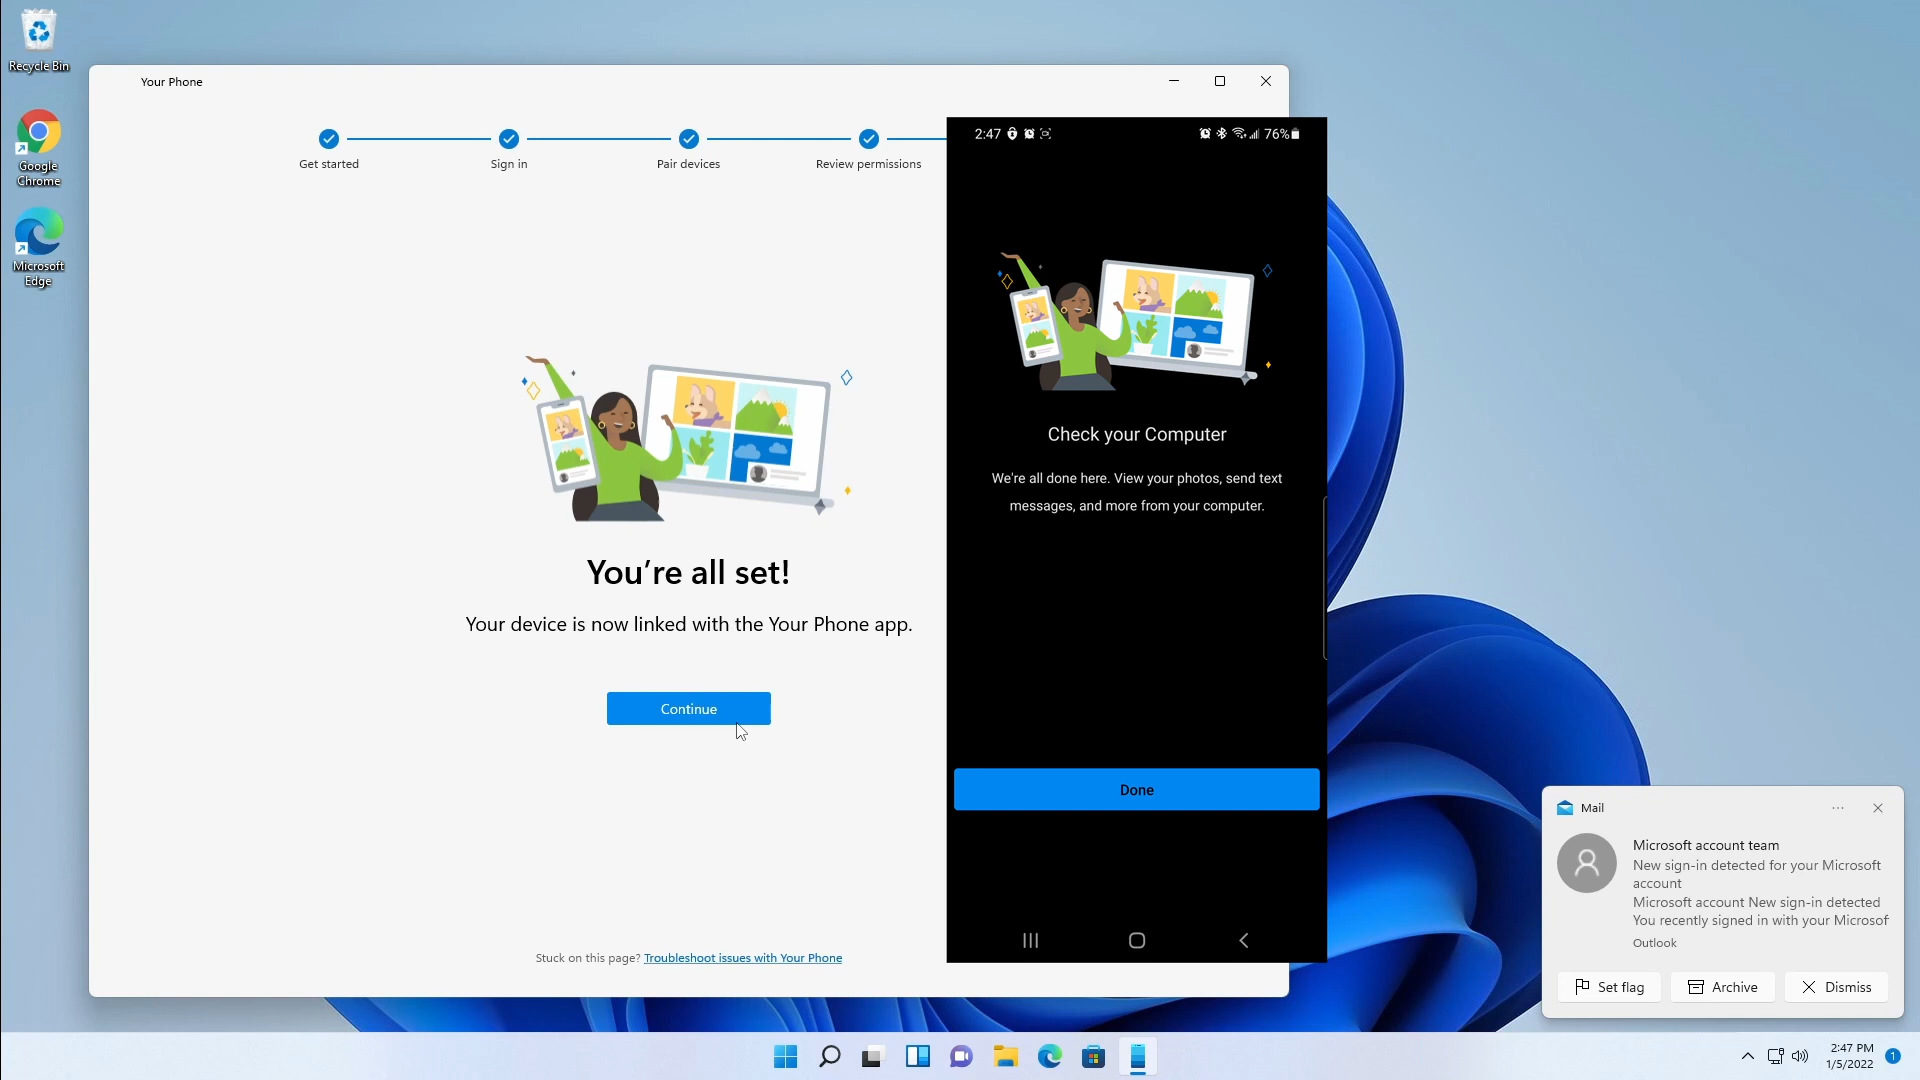 Recycle Bin
Google
Chrome
Microsoft
Edge
Your Phone
Get started
Sign in
Pair devices
Review permissions
You're all set!
Your device is now linked with the Your Phone app.
Continue
Stuck on this page? Troubleshoot issues with Your Phone
2:47
76%
Check your Computer
We're all done here. View your photos, send text
messages, and more from your computer.
Done
Mail
Microsoft account team
New sign-in detected for your Microsoft
account
Microsoft account New sign-in detected
You recently signed in with your Microsof
Outlook
Set flag
Archive
Dismiss
2:47 PM
1/5/2022
1